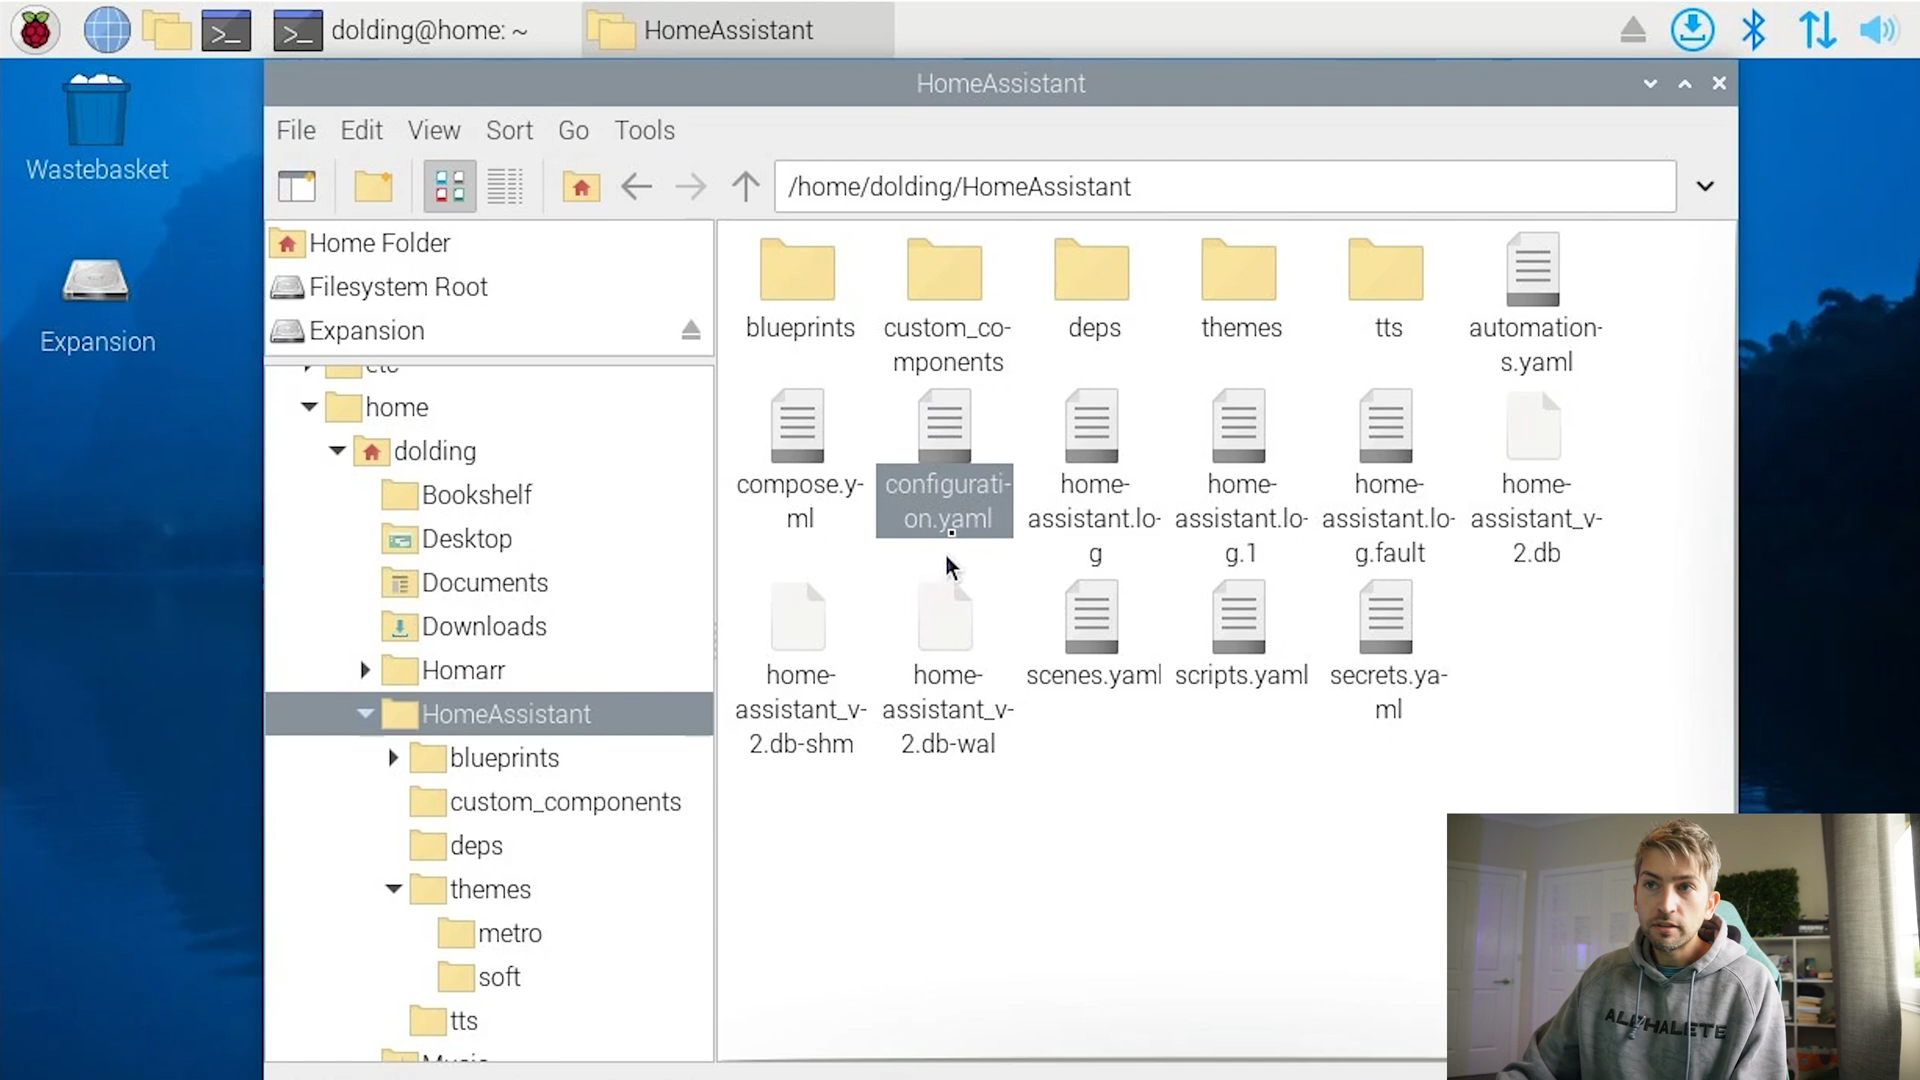 dolding@home: ~
HomeAssistant
Wastebasket
Expansion
HomeAssistant
File Edit View Sort Go Tools
/home/dolding/HomeAssistant
Home Folder
Filesystem Root
Expansion
etc
home
dolding
Bookshelf
Desktop
Documents
Downloads
Homarr
HomeAssistant
blueprints
custom_components
deps
themes
metro
soft
tts
Music
blueprints
custom_co-
mponents
deps
themes
tts
automation-
s.yaml
compose.y-
ml
configurati-
on.yaml
home-
assistant.lo-
g
home-
assistant.lo-
g.1
home-
assistant.lo-
g.fault
home-
assistant_v-
2.db
home-
assistant_v-
2.db-shm
home-
assistant_v-
2.db-wal
scenes.yaml
scripts.yaml
secrets.ya-
ml
ALPHALETE